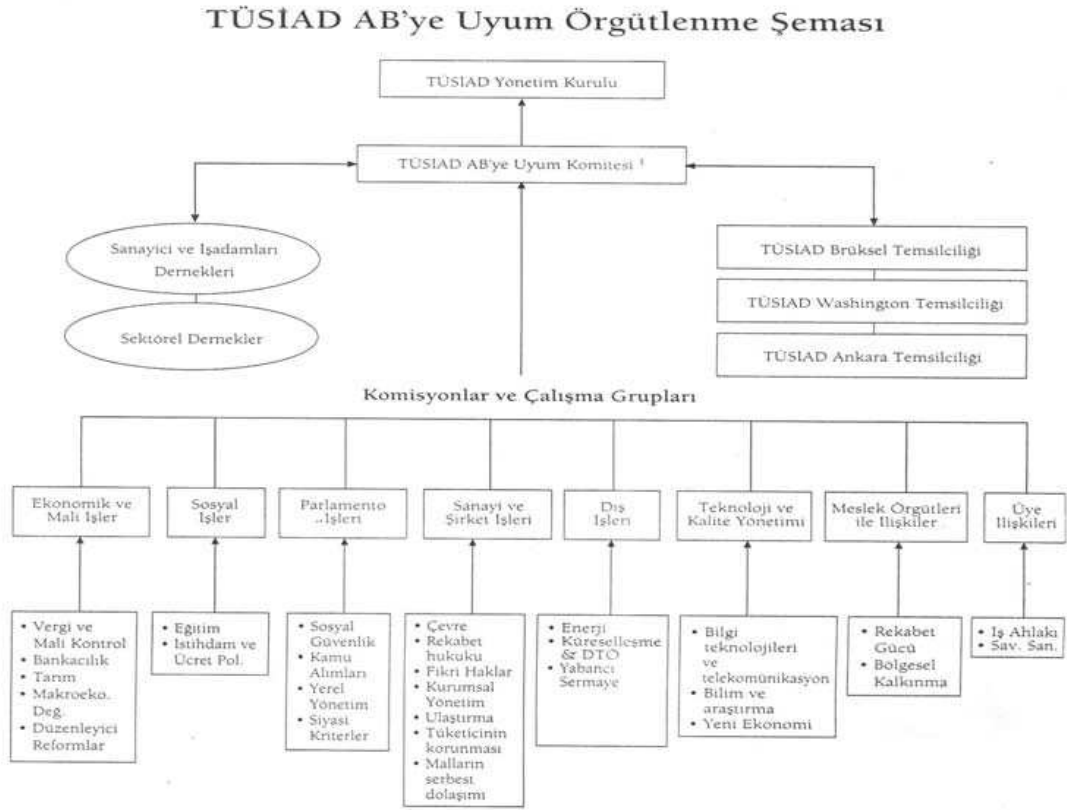 TÜSİAD AB'ye Uyum Örgütlenme Şeması
TÜSİAD Yönetim Kurulu
TÜSİAD AB'ye Uyum Komitesi 1
Sanayici ve İşadamları
Dernekleri
Sektörel Dernekler
TÜSİAD Brüksel Temsilciliği
TÜSİAD Washington Temsilciliği
TÜSİAD Ankara Temsilciliği
Komisyonlar ve Çalışma Grupları
Ekonomik ve
Mali İşler
Sosyal
İşler
Parlamento
İşleri
Sanayi ve
Şirket İşleri
Dış
İşleri
Teknoloji ve
Kalite Yönetimi
Meslek Örgütleri
ile İlişkiler
Üye
İlişkileri
• Vergi ve
Mali Kontrol
• Bankacılık
• Tarım
• Makroeko.
Değ.
• Düzenleyici
Reformlar
• Eğitim
• İstihdam ve
Ücret Pol.
• Sosyal
Güvenlik
• Kamu
Alımları
• Yerel
Yönetim
• Siyasi
Kriterler
• Çevre
• Rekabet
hukuku
• Fikri Haklar
• Kurumsal
Yönetim
• Ulaştırma
• Tüketicinin
korunması
• Malların
serbest
dolaşımı
• Enerji
• Küreselleşme
& DTÖ
• Yabancı
Sermaye
• Bilgi
teknolojileri
ve
telekomünikasyon
• Bilim ve
araştırma
• Yeni Ekonomi
• Rekabet
Gücü
• Bölgesel
Kalkınma
• İş Ahlakı
• Sav. San.